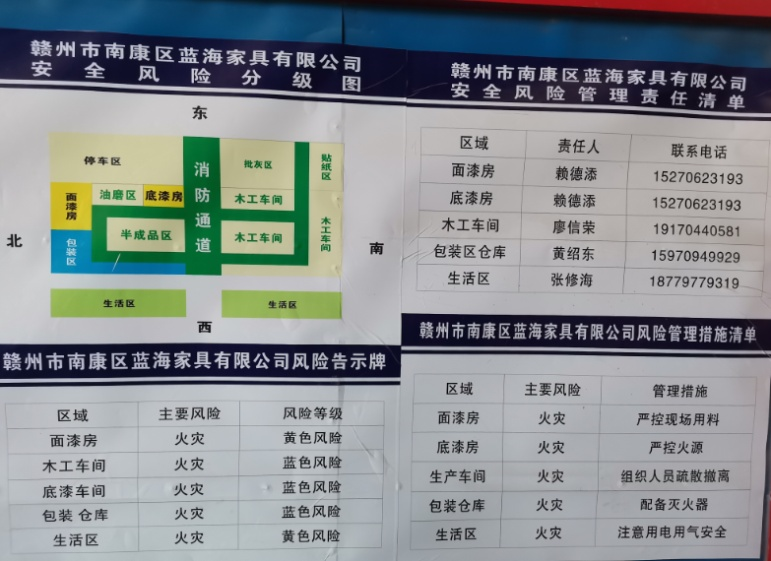 赣州市南康区蓝海家具有限公司
安全风险分级图
东
停车区
消防通道
批灰区
贴纸区
面漆房
油磨区
底漆房
木工车间
半成品区
木工车间
木工车间
包装区
北
南
生活区
生活区
西
赣州市南康区蓝海家具有限公司
安全风险管理责任清单
区域 责任人 联系电话
面漆房 赖德添 15270623193
底漆房 赖德添 15270623193
木工车间 廖信荣 19170440581
包装区仓库 黄绍东 15970949929
生活区 张修海 18779779319
赣州市南康区蓝海家具有限公司风险告示牌
区域 主要风险 风险等级
面漆房 火灾 黄色风险
木工车间 火灾 蓝色风险
底漆车间 火灾 蓝色风险
包装 仓库 火灾 蓝色风险
生活区 火灾 黄色风险
赣州市南康区蓝海家具有限公司风险管理措施清单
区域 主要风险 管理措施
面漆房 火灾 严控现场用料
底漆房 火灾 严控火源
生产车间 火灾 组织人员疏散撤离
包装仓库 火灾 配备灭火器
生活区 火灾 注意用电用气安全